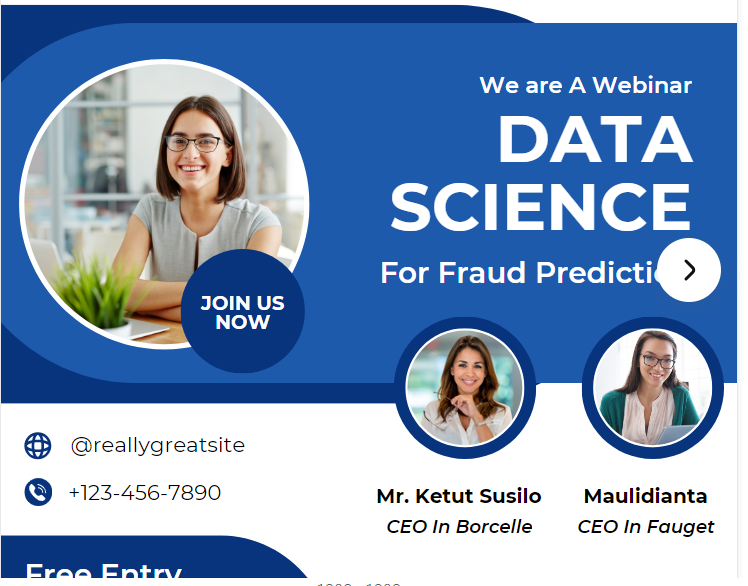 We are A Webinar
DATA
SCIENCE
For Fraud
JOIN US
NOW
@reallygreatsite
+123-456-7890
Mr. Ketut Susilo
CEO In Borcelle
Maulidianta
CEO In Fauget
Free Entry